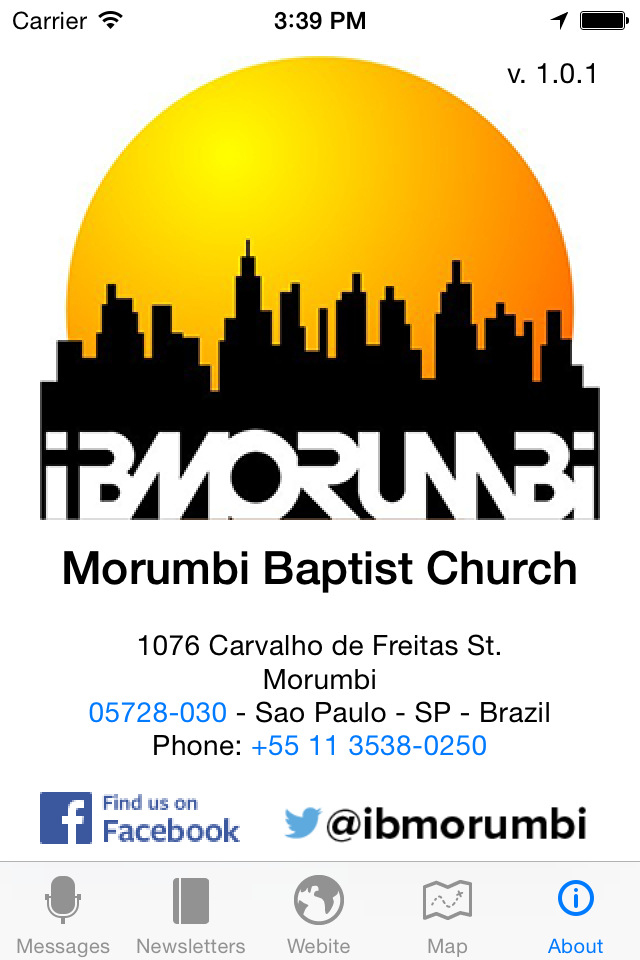 Carrier 3:39 PM
v. 1.0.1
iBMORUMBi
Morumbi Baptist Church
1076 Carvalho de Freitas St.
Morumbi
05728-030 - Sao Paulo - SP - Brazil
Phone: +55 11 3538-0250
Find us on
Facebook
@ibmorumbi
Messages Newsletters Webite Map About